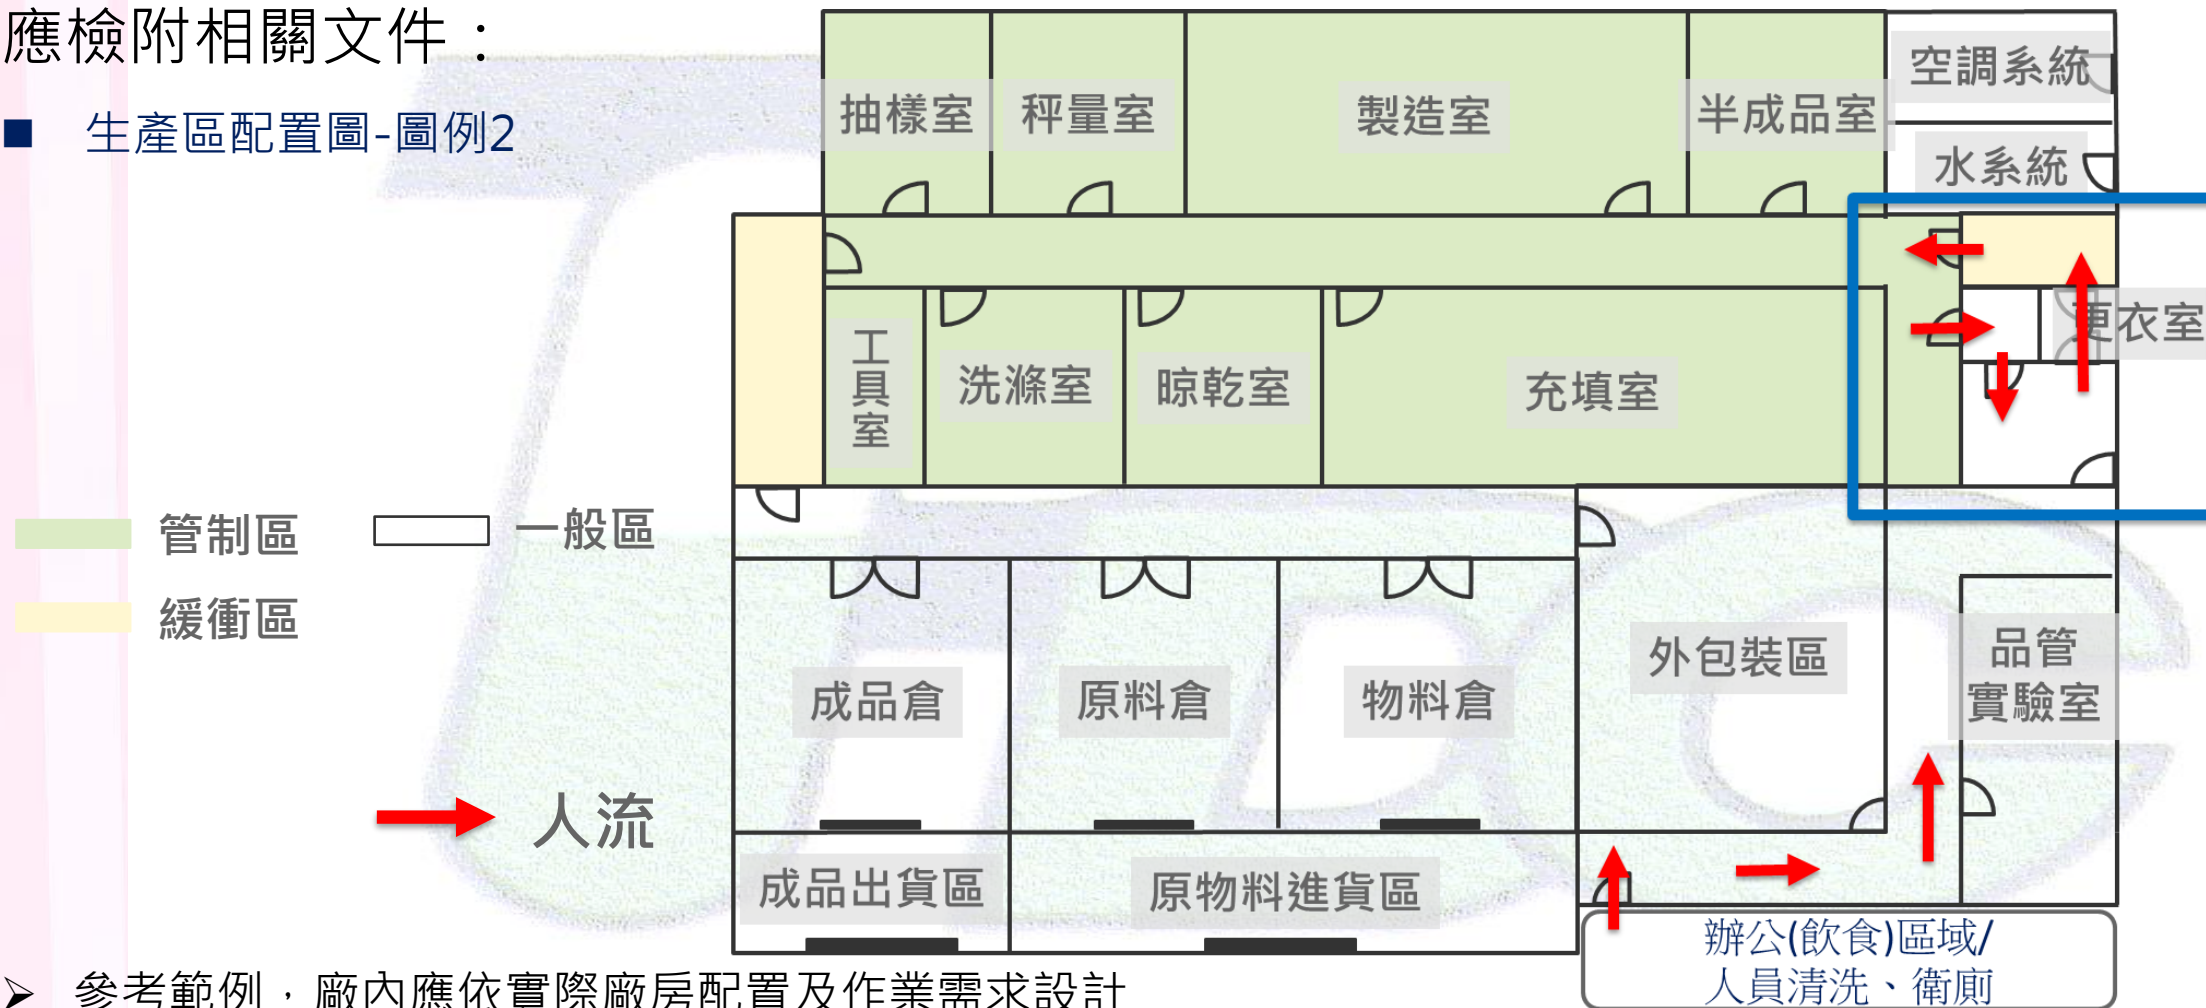 應檢附相關文件：
■ 生產區配置圖-圖例2
抽樣室
秤量室
製造室
半成品室
空調系統
水系統
更衣室
工具室
洗滌室
晾乾室
充填室
管制區
一般區
緩衝區
人流
成品倉
原料倉
物料倉
外包裝區
品管
實驗室
成品出貨區
原物料進貨區
辦公(飲食)區域/
人員清洗、衛廁
➢ 參考範例，廠內應依實際廠房配置及作業需求設計